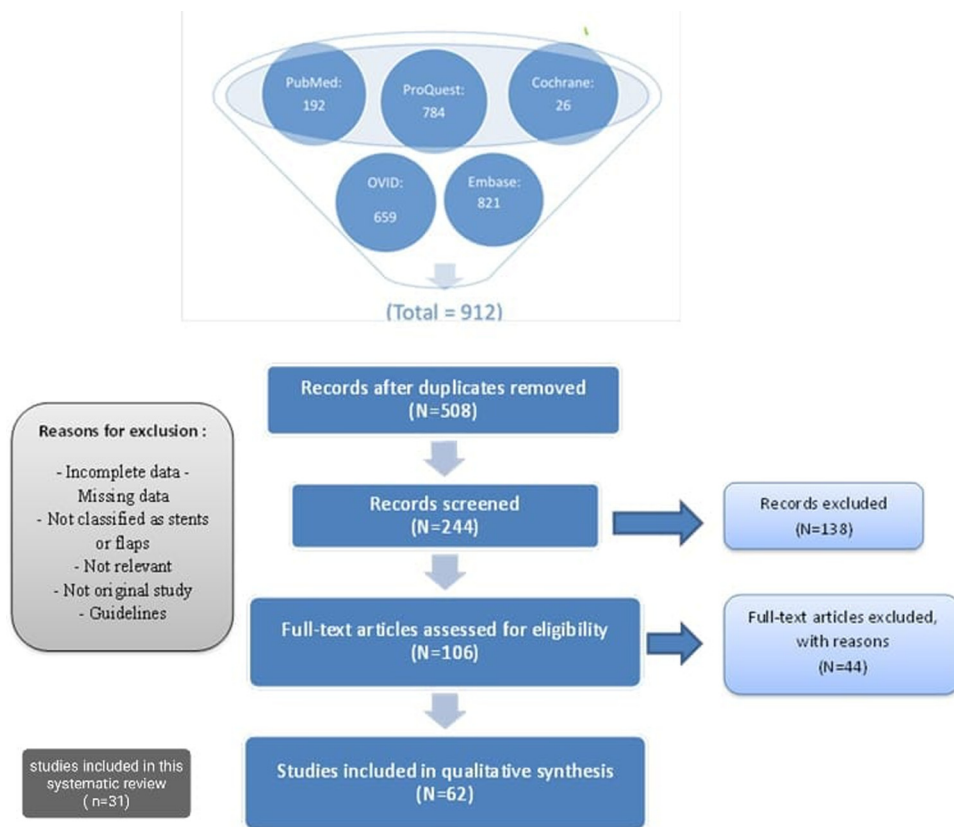 PubMed:
192
ProQuest:
784
Cochrane:
26
OVID:
659
Embase:
821
(Total = 912)
Records after duplicates removed
(N=508)
Reasons for exclusion :
- Incomplete data -
Missing data
- Not classified as stents
or flaps
- Not relevant
- Not original study
- Guidelines
Records screened
(N=244)
Records excluded
(N=138)
Full-text articles assessed for eligibility
(N=106)
Full-text articles excluded,
with reasons
(N=44)
studies included in this
systematic review
( n=31)
Studies included in qualitative synthesis
(N=62)